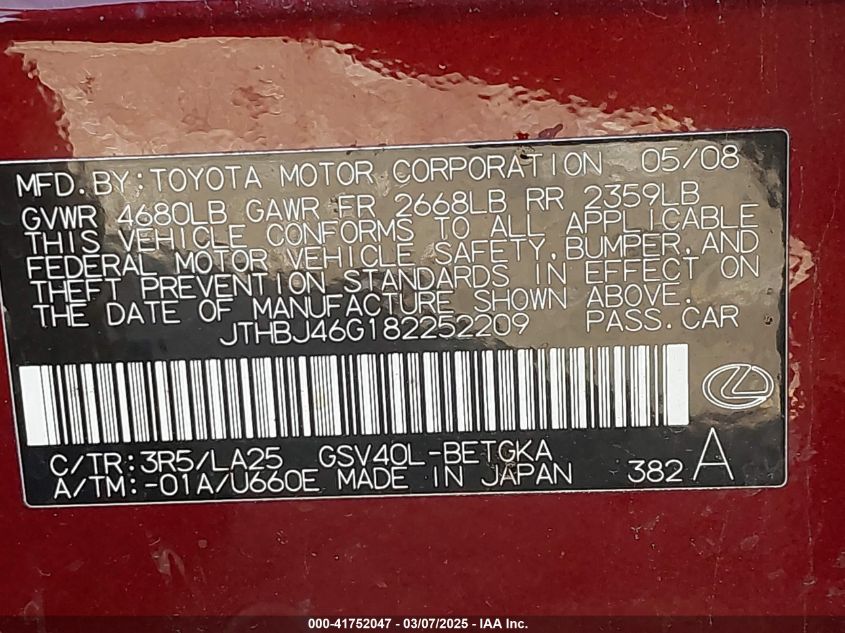 MFD. BY: TOYOTA MOTOR CORPORATION 05/08
GVWR 4680LB GAWR FR 2668LB RR 2359LB
THIS VEHICLE CONFORMS TO ALL APPLICABLE
FEDERAL MOTOR VEHICLE SAFETY, BUMPER, AND
THEFT PREVENTION STANDARDS IN EFFECT ON
THE DATE OF MANUFACTURE SHOWN ABOVE.
JTHBJ46G182252209 PASS. CAR
C/TR: 3R5/LA25 GSV40L-BETGKA
A/TM: -01A/U660E MADE IN JAPAN 382 A
000-41752047 - 03/07/2025 - IAA Inc.